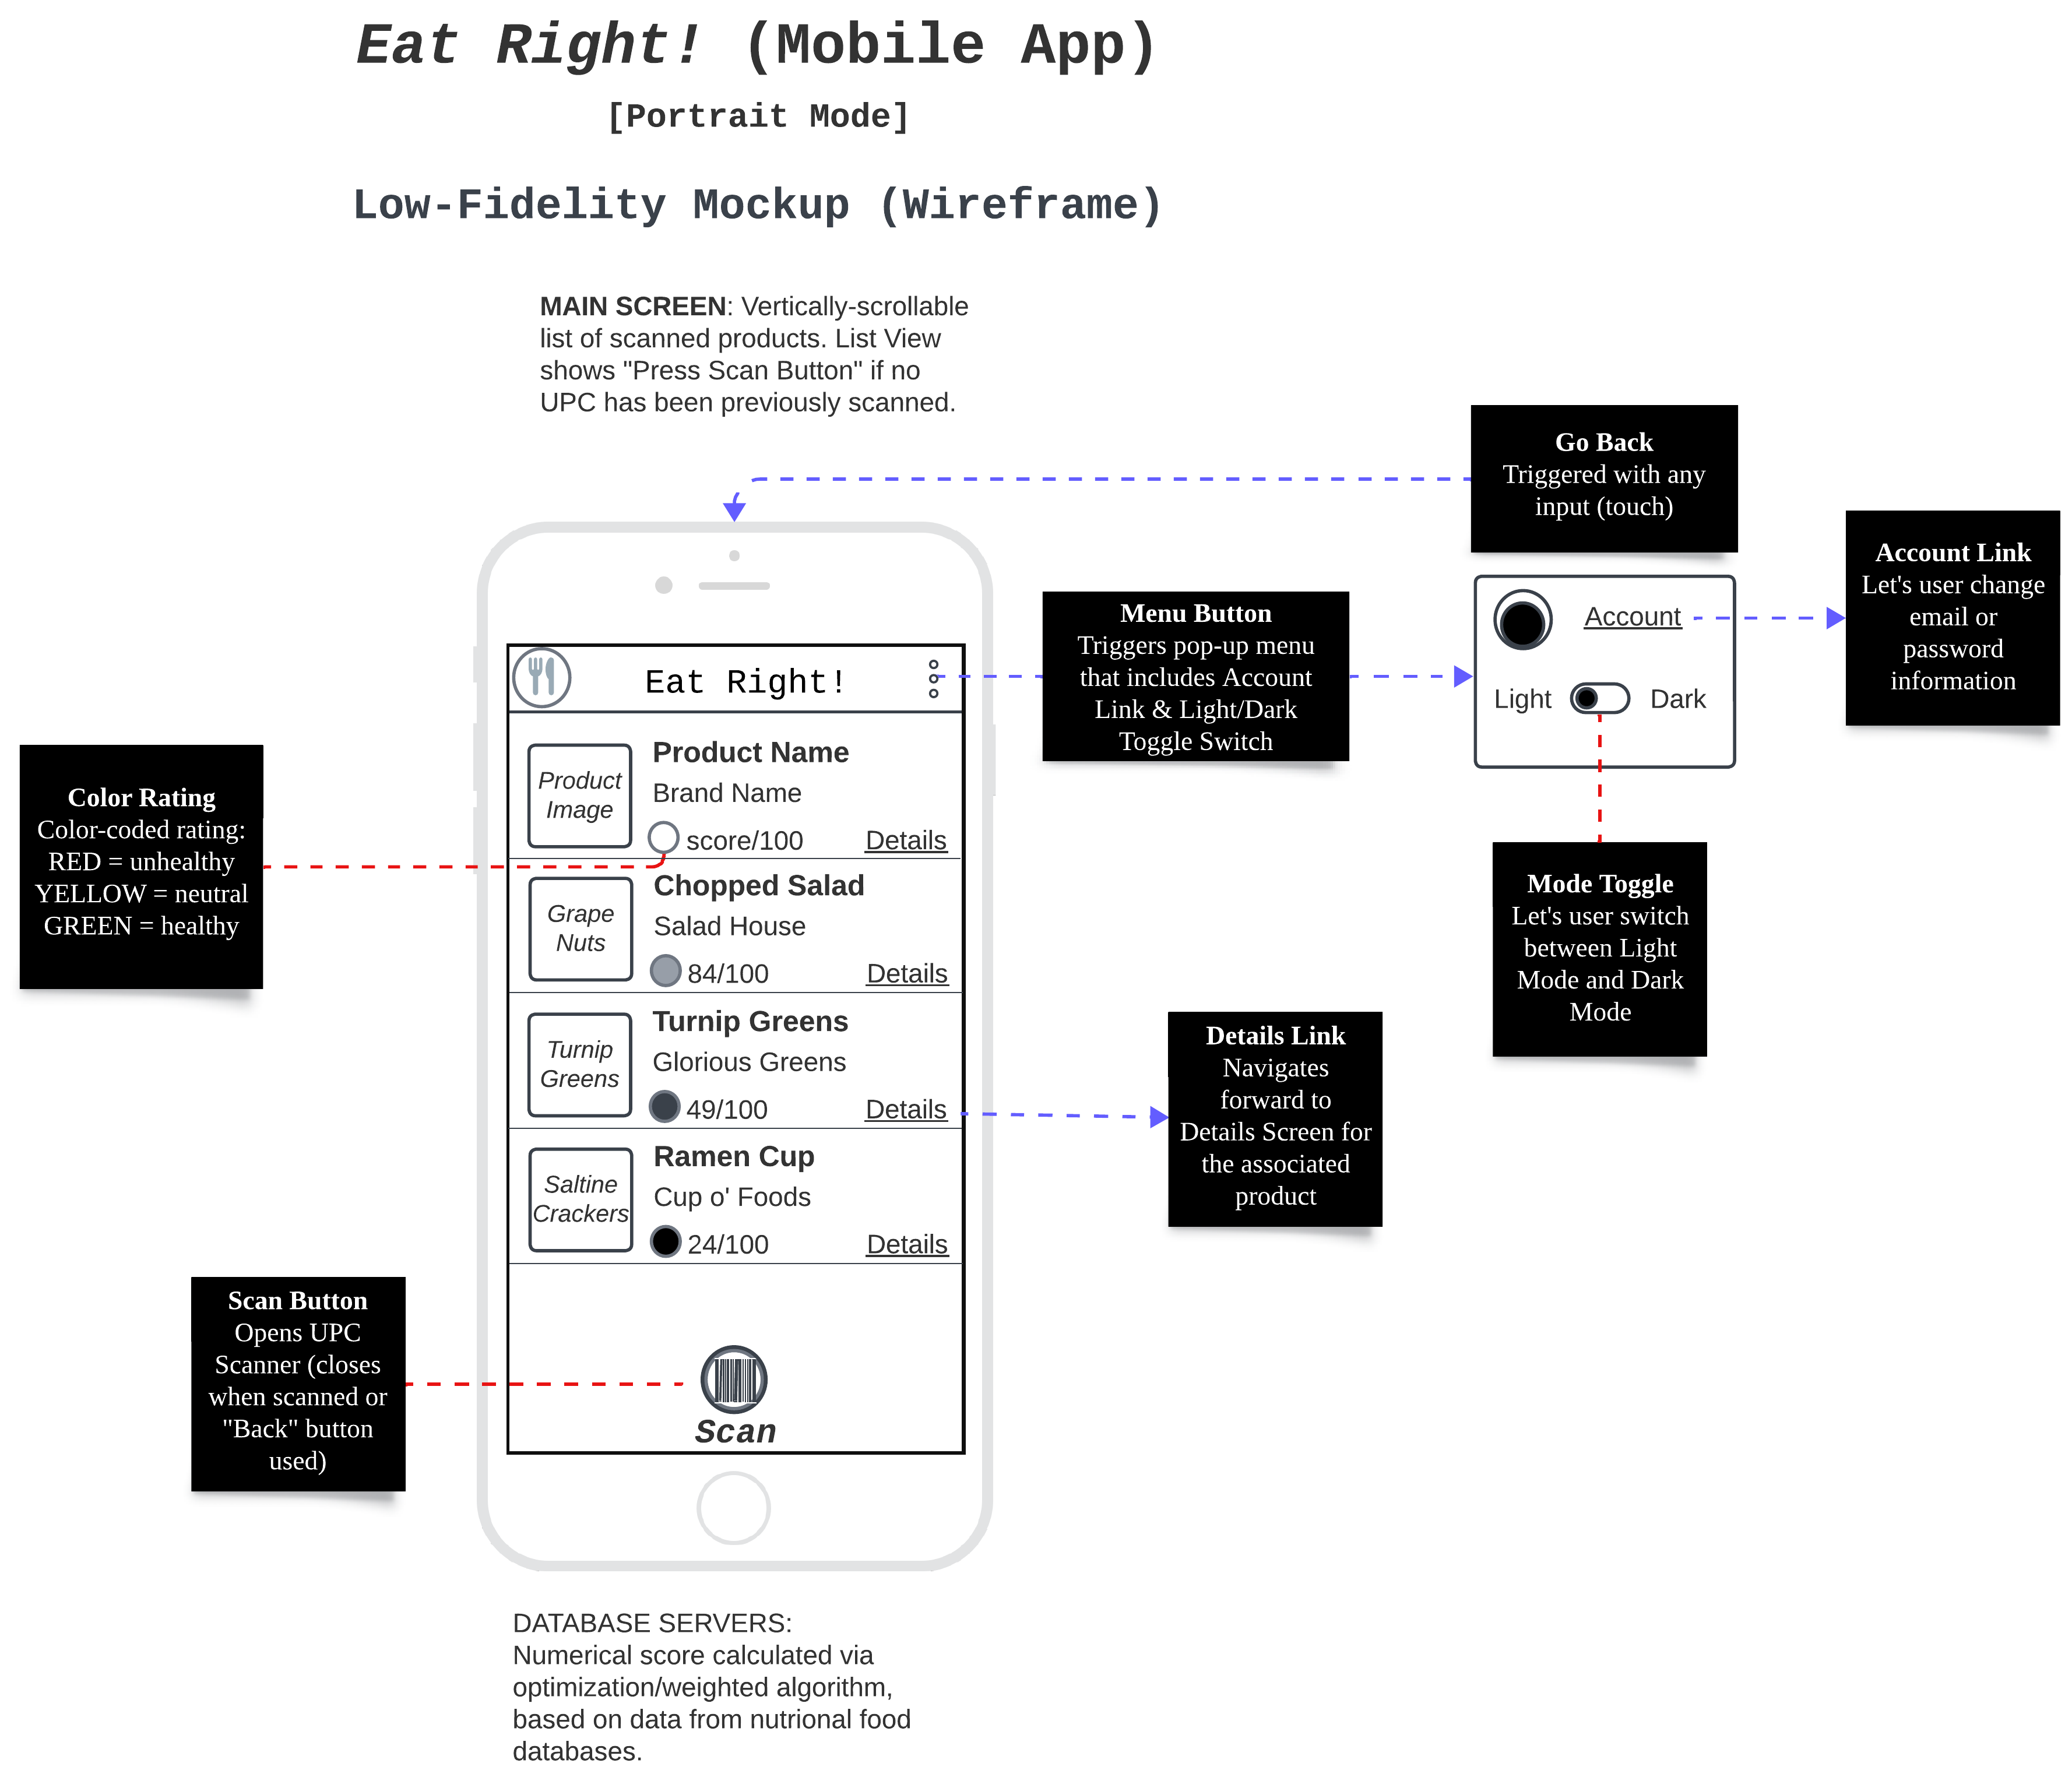 Eat Right! (Mobile App)
[Portrait Mode]
Low-Fidelity Mockup (Wireframe)
MAIN SCREEN: Vertically-scrollable
list of scanned products. List View
shows "Press Scan Button" if no
UPC has been previously scanned.
Go Back
Triggered with any
input (touch)
Account Link
Let's user change
email or
password
information
Account
Light
Dark
Menu Button
Triggers pop-up menu
that includes Account
Link & Light/Dark
Toggle Switch
Mode Toggle
Let's user switch
between Light
Mode and Dark
Mode
Eat Right!
Product
Image
Product Name
Brand Name
score/100
Details
Color Rating
Color-coded rating:
RED = unhealthy
YELLOW = neutral
GREEN = healthy
Grape
Nuts
Chopped Salad
Salad House
84/100
Details
Turnip
Greens
Turnip Greens
Glorious Greens
49/100
Details
Details Link
Navigates
forward to
Details Screen for
the associated
product
Saltine
Crackers
Ramen Cup
Cup o' Foods
24/100
Details
Scan Button
Opens UPC
Scanner (closes
when scanned or
"Back" button
used)
Scan
DATABASE SERVERS:
Numerical score calculated via
optimization/weighted algorithm,
based on data from nutrional food
databases.